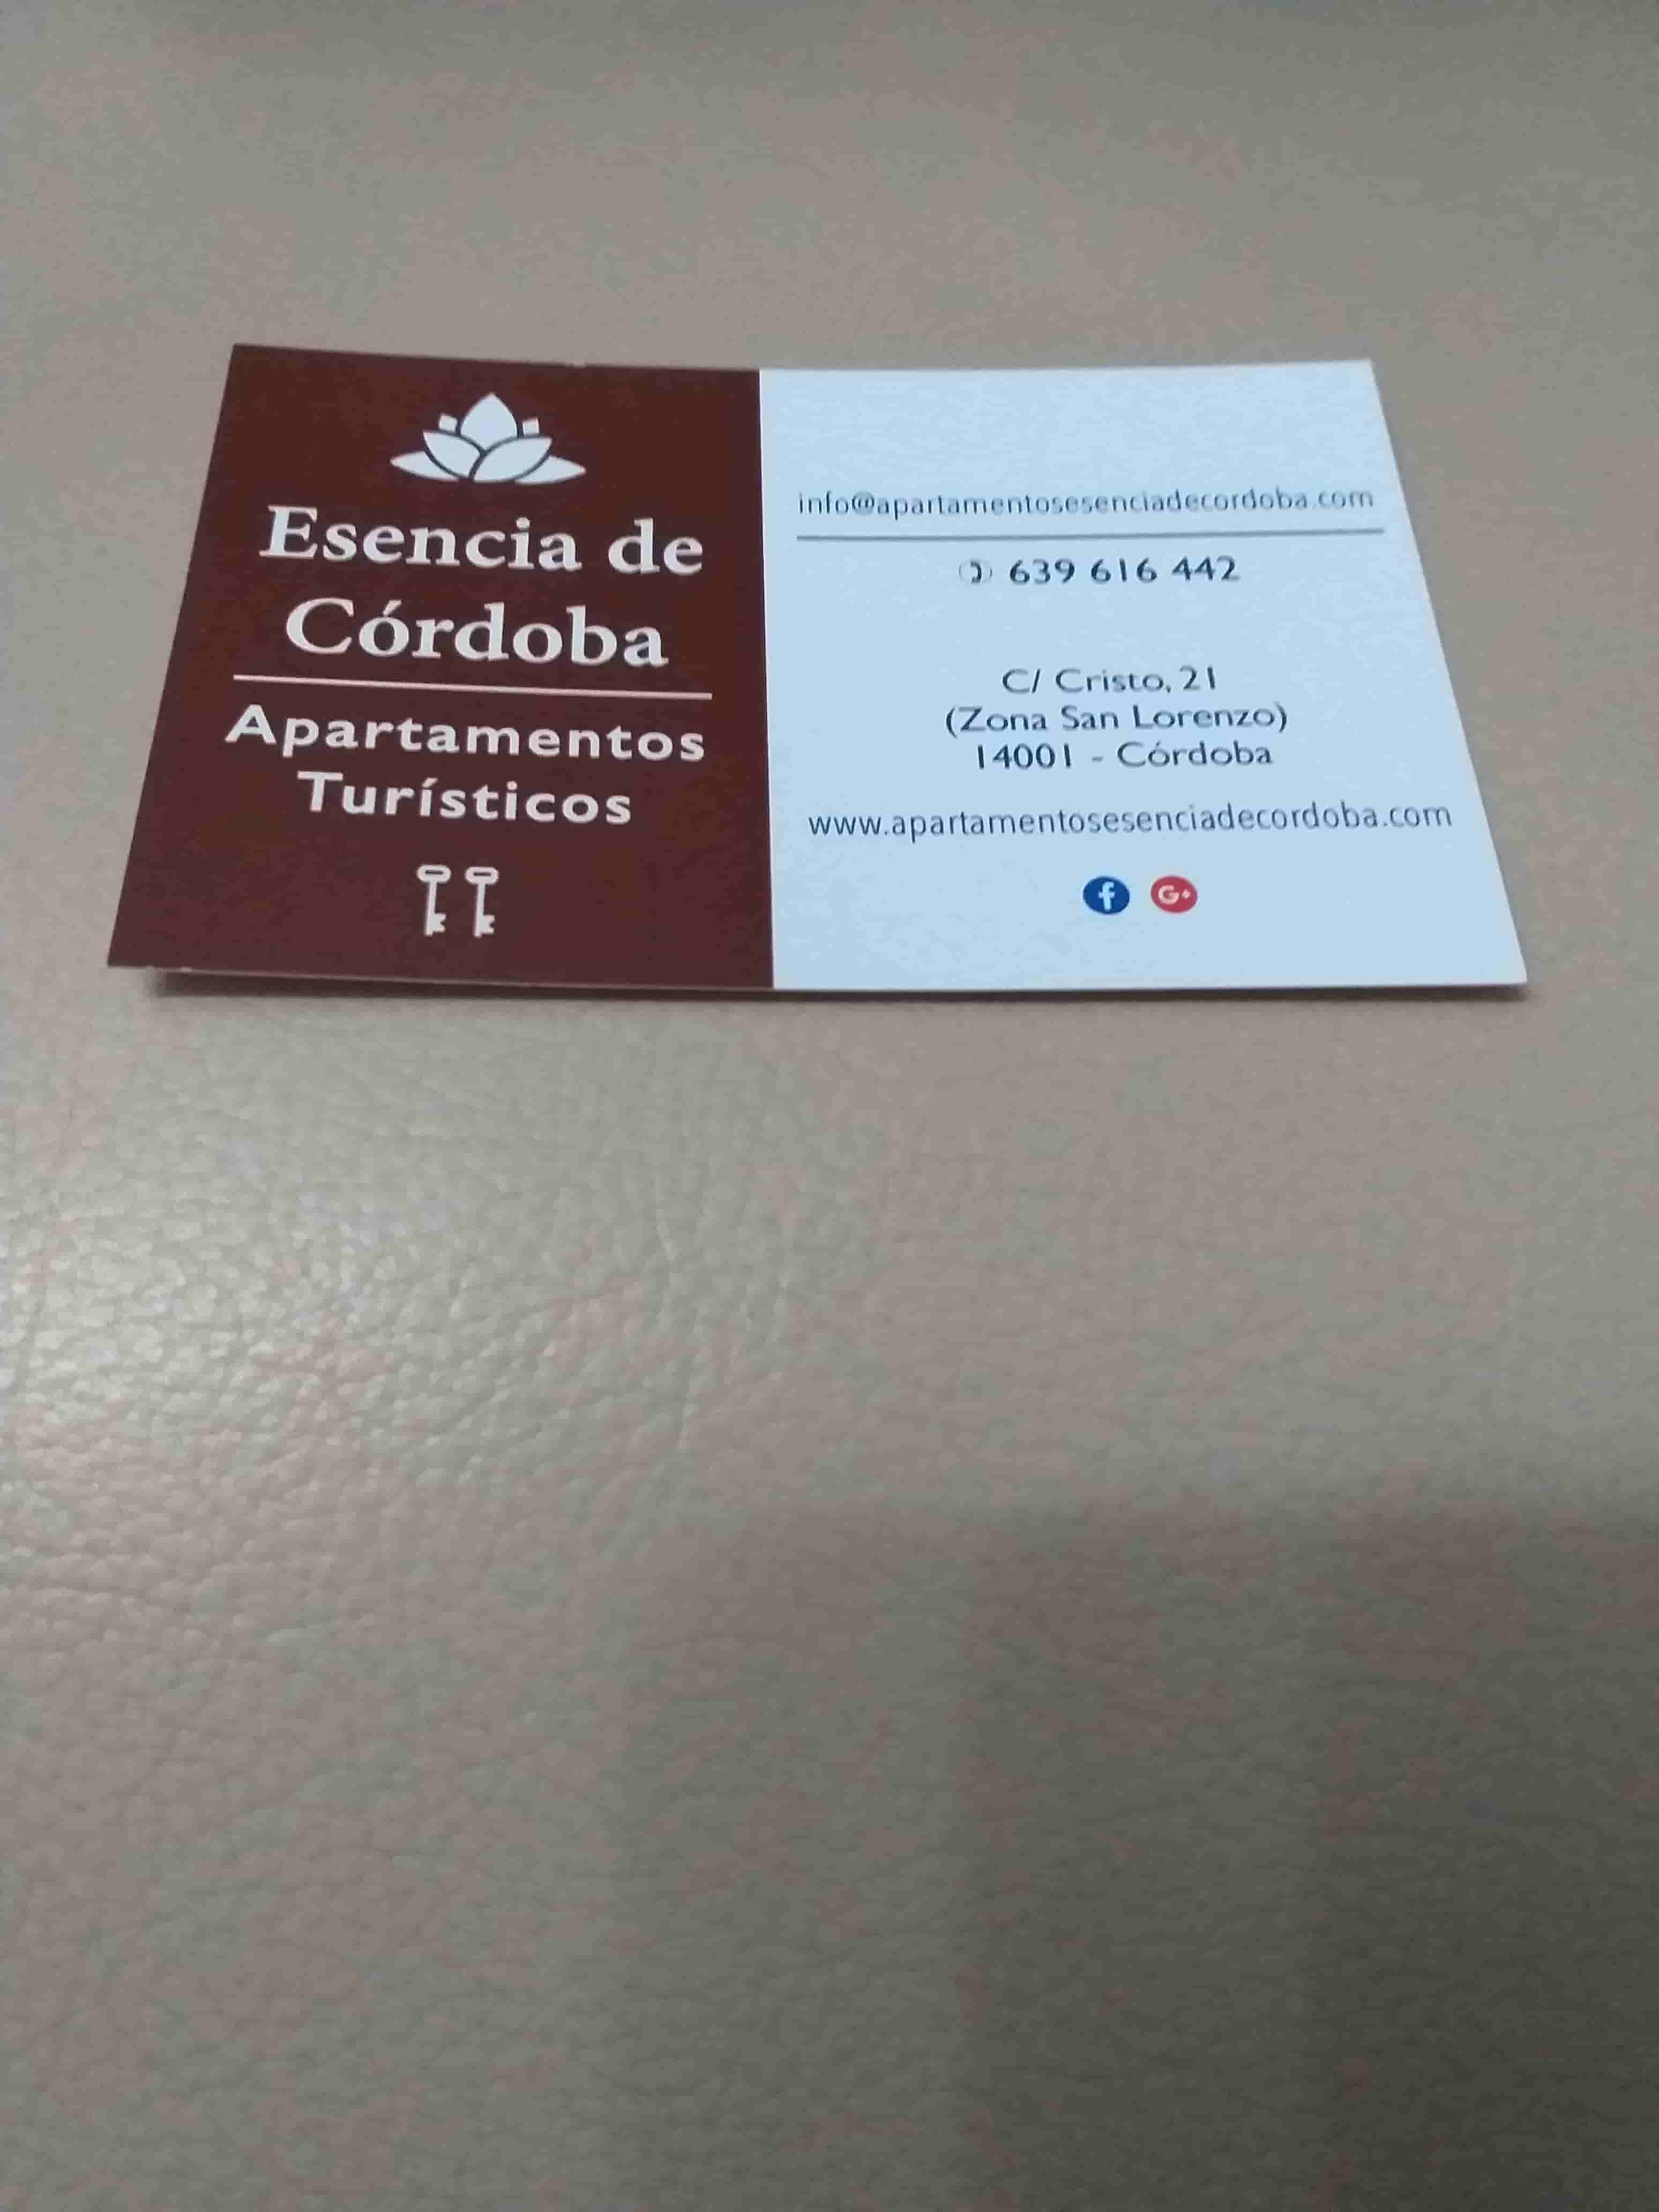 Esencia de
Córdoba
Apartamentos
Turísticos
info@apartamentosesenciadecordoba.com
639 616 442
C/ Cristo, 21
(Zona San Lorenzo)
14001 - Córdoba
www.apartamentosesenciadecordoba.com
f G+